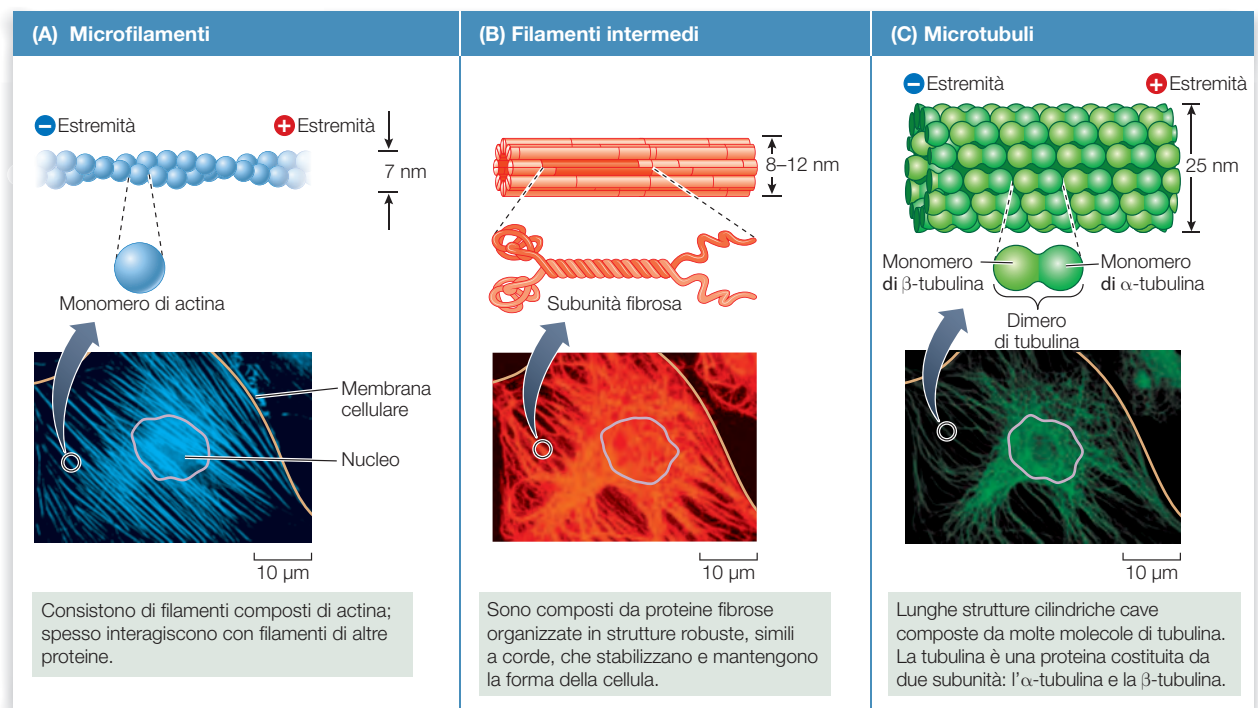 (A) Microfilamenti
− Estremità
+ Estremità
7 nm
Monomero di actina
Membrana
cellulare
Nucleo
10 μm
Consistono di filamenti composti di actina;
spesso interagiscono con filamenti di altre
proteine.
(B) Filamenti intermedi
8–12 nm
Subunità fibrosa
10 μm
Sono composti da proteine fibrose
organizzate in strutture robuste, simili
a corde, che stabilizzano e mantengono
la forma della cellula.
(C) Microtubuli
− Estremità
+ Estremità
25 nm
Monomero
di β-tubulina
Monomero
di α-tubulina
Dimero
di tubulina
10 μm
Lunghe strutture cilindriche cave
composte da molte molecole di tubulina.
La tubulina è una proteina costituita da
due subunità: l'α-tubulina e la β-tubulina.